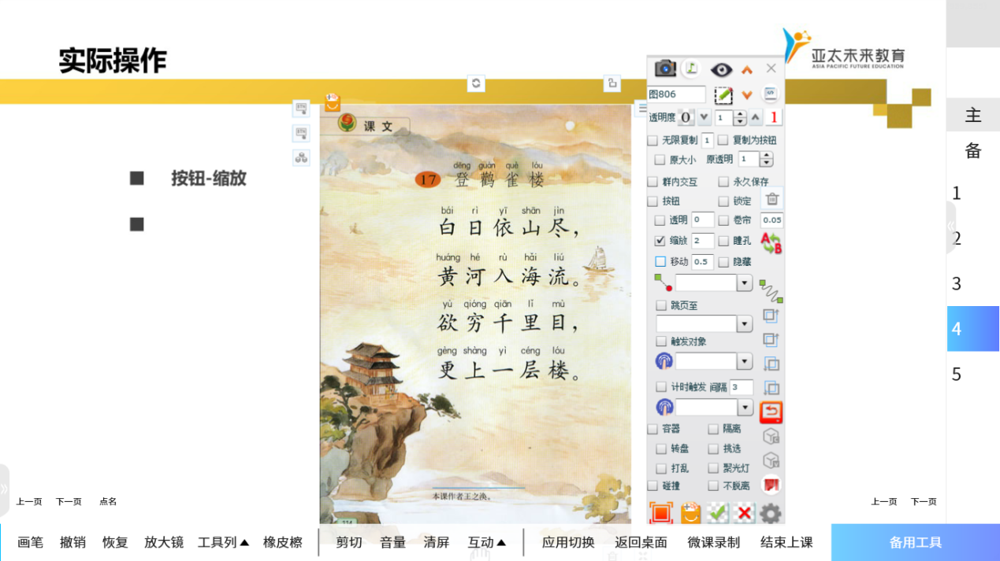 实际操作
亚太未来教育
ASIA PACIFIC FUTURE EDUCATION
主
备
1
2
3
4
5
按钮-缩放
课文
dēng guàn què lóu
17 登鹳雀楼
bái rì yī shān jìn
白日依山尽，
huáng hé rù hǎi liú
黄河入海流。
yù qióng qiān lǐ mù
欲穷千里目，
gèng shàng yì céng lóu
更上一层楼。
本课作者王之涣。
114
图806
透明度 0 1 1
无限复制 1 复制为按钮
原大小 原透明 1
群内交互 永久保存
按钮 锁定
透明 0 卷帘 0.05
缩放 2 瞳孔
A B
移动 0.5 隐藏
跳页至
触发对象
计时触发 间隔 3
容器 隔离
转盘 挑选
打乱 聚光灯
碰撞 不脱离
上一页 下一页 点名
上一页 下一页
画笔 撤销 恢复 放大镜 工具列▲ 橡皮檫 剪切 音量 清屏 互动▲ 应用切换 返回桌面 微课录制 结束上课 备用工具